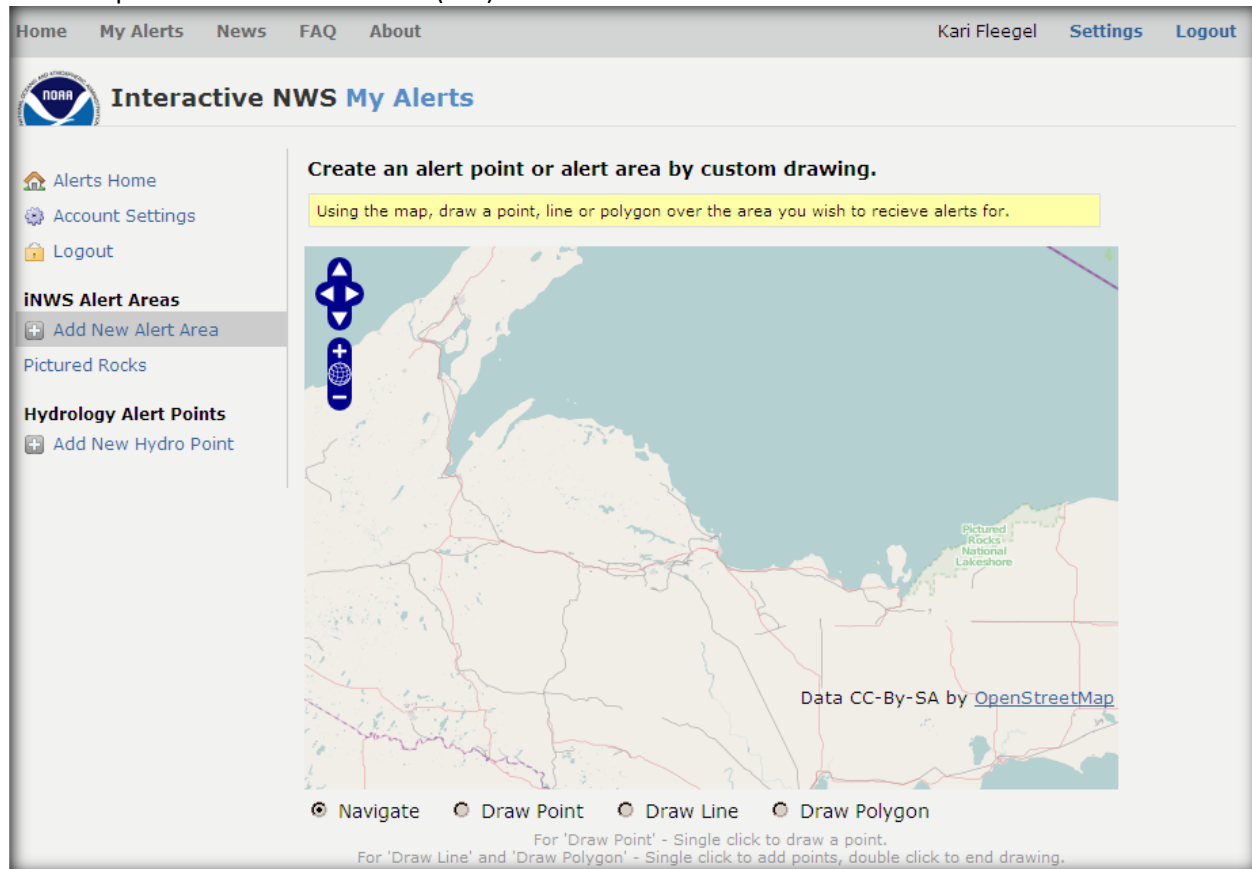 Home My Alerts News FAQ About Kari Fleegel Settings Logout
NOAA
Interactive NWS My Alerts
Alerts Home
Account Settings
Logout
iNWS Alert Areas
Add New Alert Area
Pictured Rocks
Hydrology Alert Points
Add New Hydro Point
Create an alert point or alert area by custom drawing.
Using the map, draw a point, line or polygon over the area you wish to recieve alerts for.
Pictured
Rocks
National
Lakeshore
Data CC-By-SA by OpenStreetMap
Navigate Draw Point Draw Line Draw Polygon
For 'Draw Point' - Single click to draw a point.
For 'Draw Line' and 'Draw Polygon' - Single click to add points, double click to end drawing.